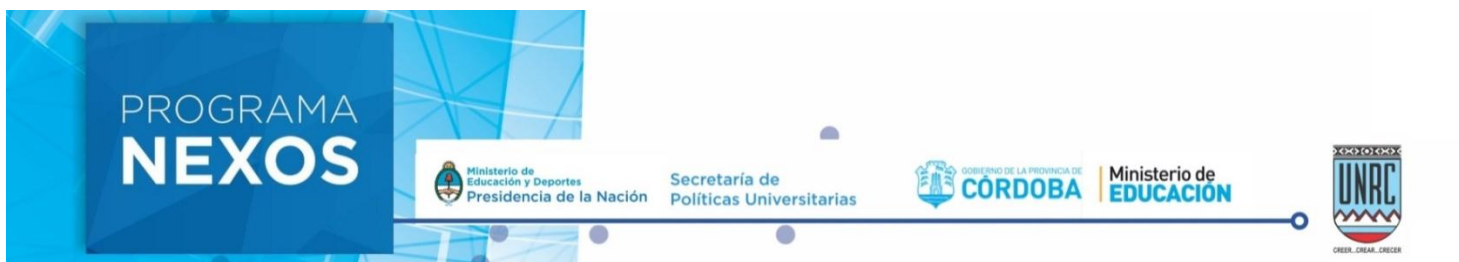 PROGRAMA
NEXOS
Ministerio de
Educación y Deportes
Presidencia de la Nación
Secretaría de
Políticas Universitarias
GOBIERNO DE LA PROVINCIA DE
CÓRDOBA
Ministerio de
EDUCACIÓN
UNRC
CREER...CREAR...CRECER